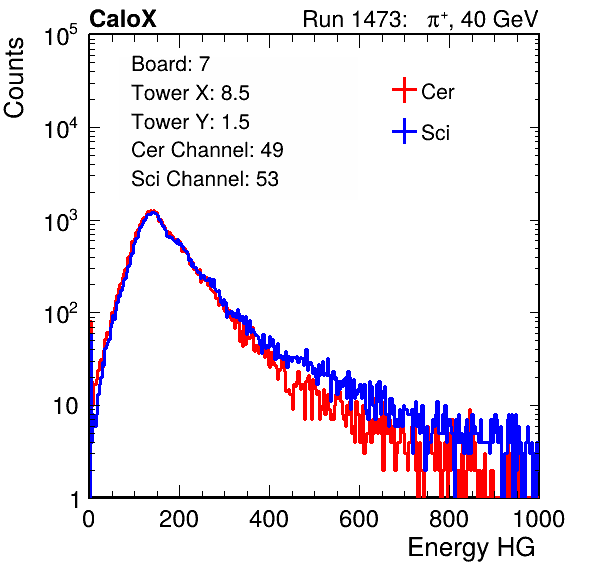 CaloX Run 1473: π⁺, 40 GeV
Counts
10⁵
10⁴
10³
10²
10
1
Board: 7
Tower X: 8.5
Tower Y: 1.5
Cer Channel: 49
Sci Channel: 53
Cer
Sci
0 200 400 600 800 1000
Energy HG